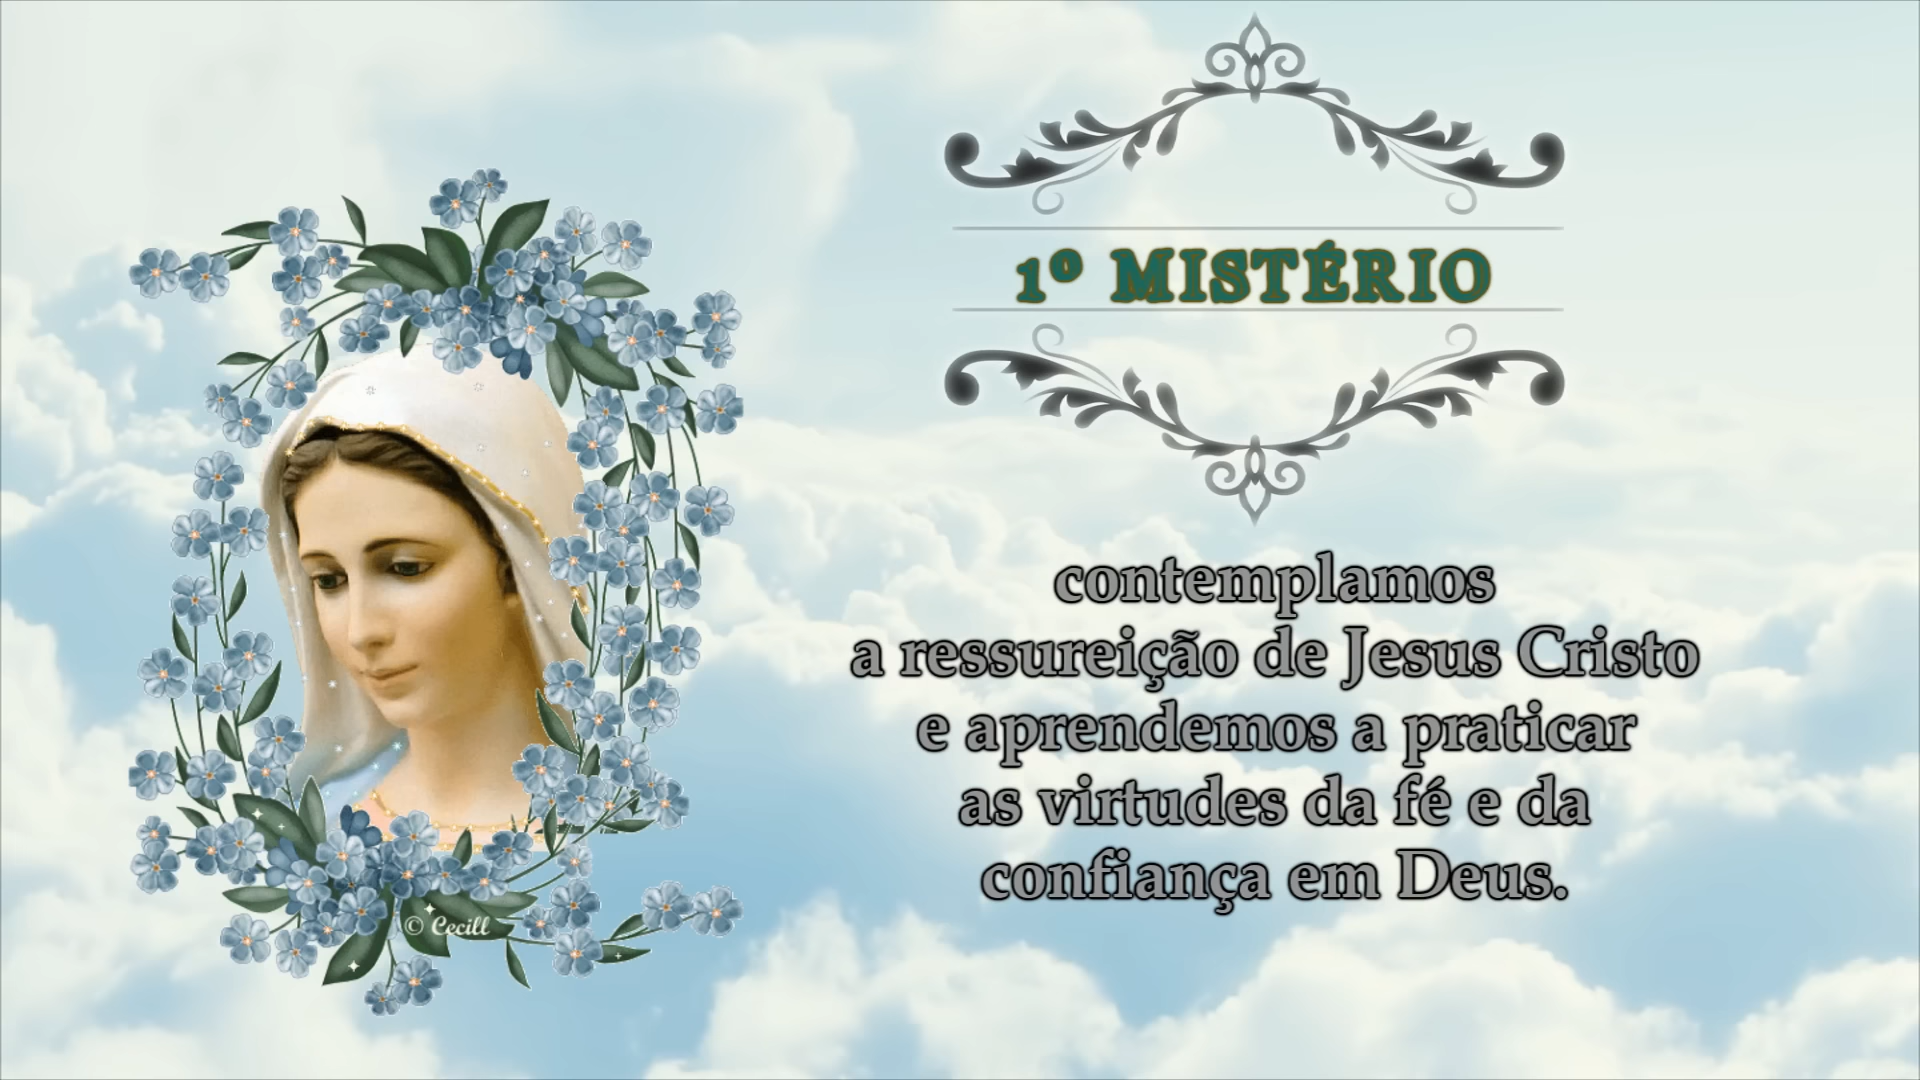 1º MISTÉRIO
contemplamos
a ressureição de Jesus Cristo
e aprendemos a praticar
as virtudes da fé e da
confiança em Deus.
© Cecill